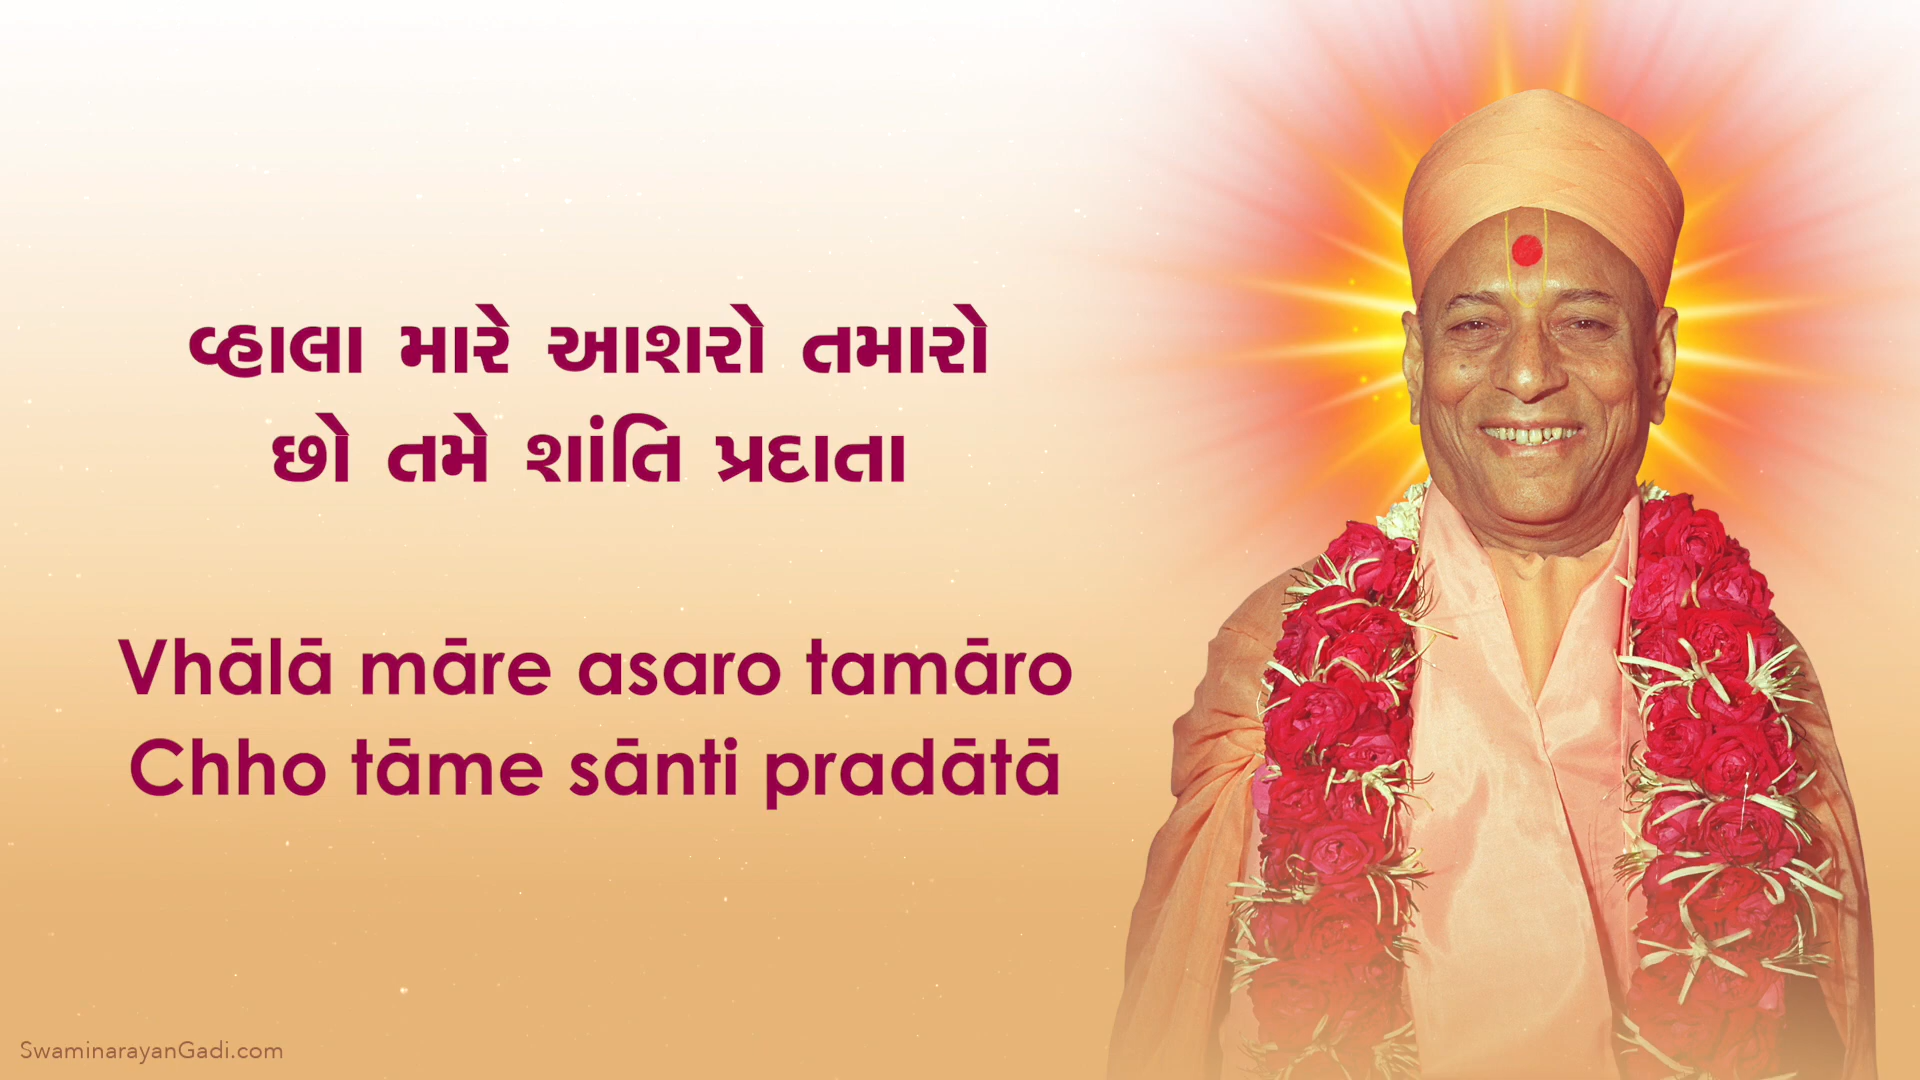 વ્હાલા મારે આશરો તમારો
છો તમે શાંતિ પ્રદાતા
Vhālā māre asaro tamāro
Chho tāme sānti pradātā
SwaminarayanGadi.com